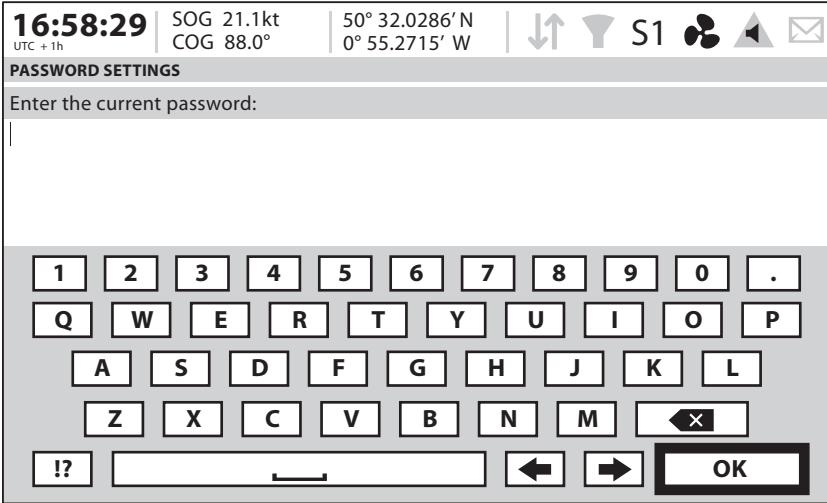 16:58:29 SOG 21.1kt 50° 32.0286′ N S1
UTC + 1h COG 88.0° 0° 55.2715′ W
PASSWORD SETTINGS
Enter the current password:
1 2 3 4 5 6 7 8 9 0 .
Q W E R T Y U I O P
A S D F G H J K L
Z X C V B N M
!? OK